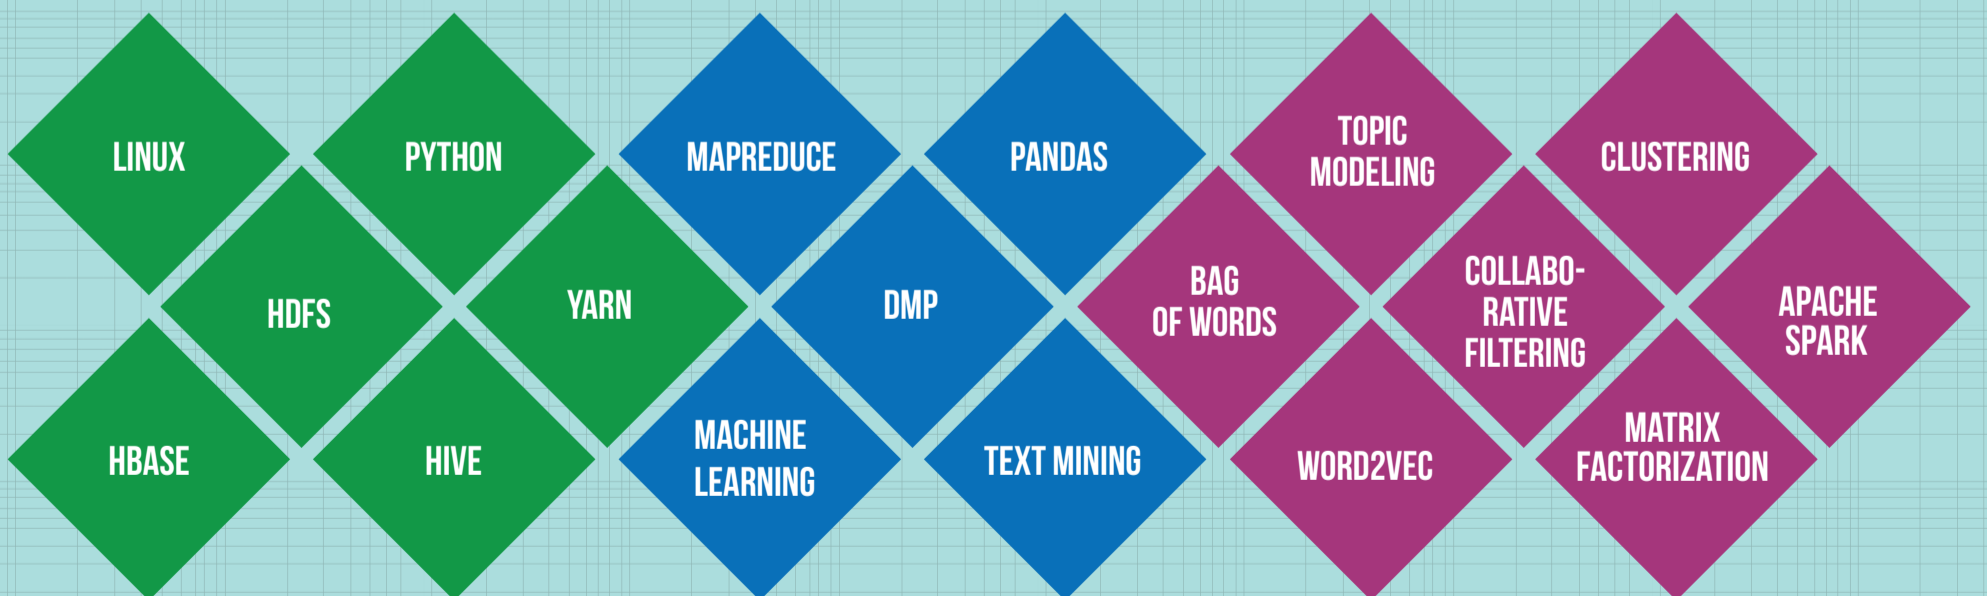 LINUX
PYTHON
MAPREDUCE
PANDAS
TOPIC
MODELING
CLUSTERING
HDFS
YARN
DMP
BAG
OF WORDS
COLLABO-
RATIVE
FILTERING
APACHE
SPARK
HBASE
HIVE
MACHINE
LEARNING
TEXT MINING
WORD2VEC
MATRIX
FACTORIZATION